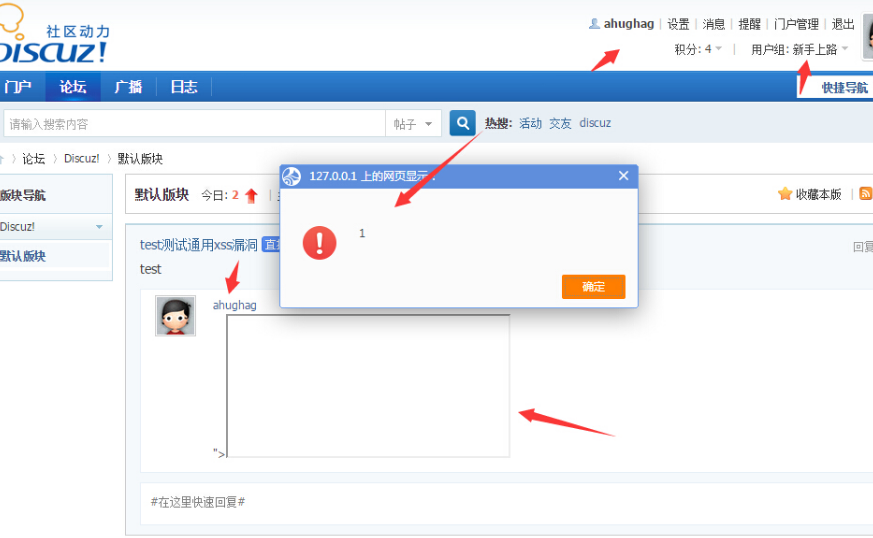 社区动力
DISCUZ!
ahughag 设置 消息 提醒 门户管理 退出
积分: 4 用户组: 新手上路
门户 论坛 广播 日志 快捷导航
请输入搜索内容 帖子 热搜: 活动 交友 discuz
论坛 Discuz! 默认版块
版块导航
Discuz!
默认版块
默认版块 今日: 2
收藏本版
127.0.0.1 上的网页显示:
1
确定
test测试通用xss漏洞
回复
test
ahughag
">
#在这里快速回复#